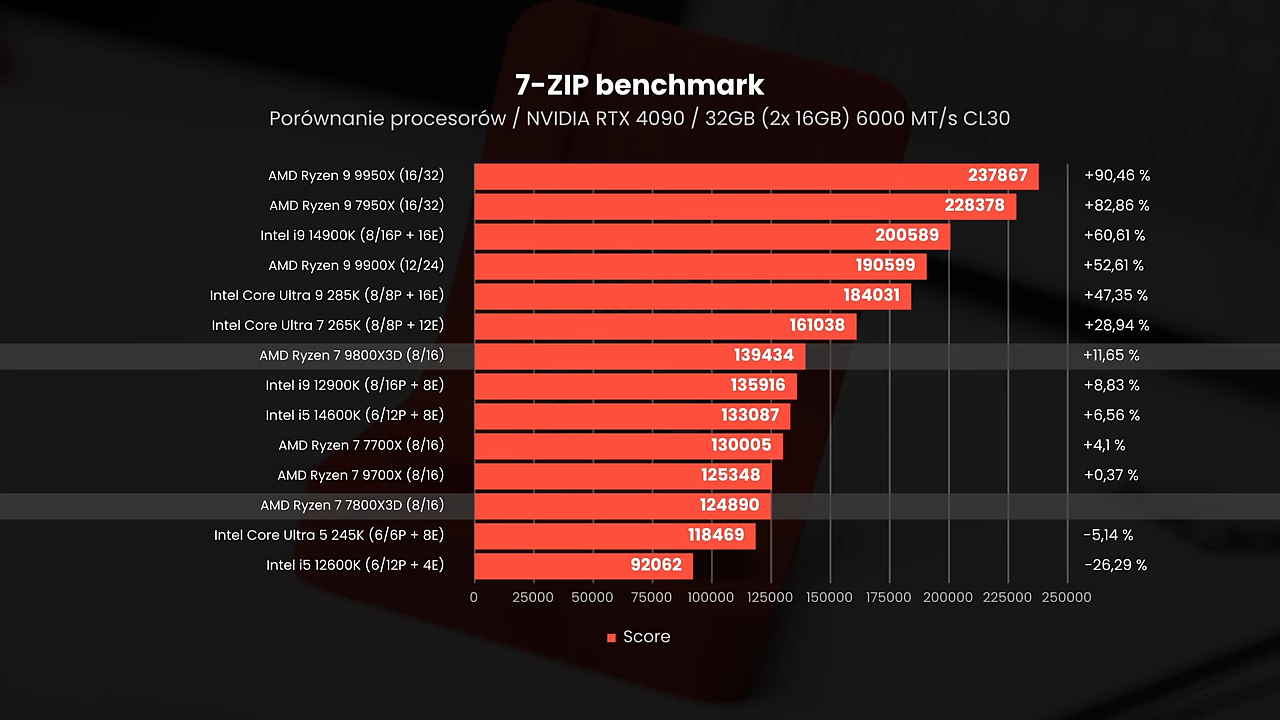 7-ZIP benchmark
Porównanie procesorów / NVIDIA RTX 4090 / 32GB (2x 16GB) 6000 MT/s CL30
AMD Ryzen 9 9950X (16/32) 237867 +90,46 %
AMD Ryzen 9 7950X (16/32) 228378 +82,86 %
Intel i9 14900K (8/16P + 16E) 200589 +60,61 %
AMD Ryzen 9 9900X (12/24) 190599 +52,61 %
Intel Core Ultra 9 285K (8/8P + 16E) 184031 +47,35 %
Intel Core Ultra 7 265K (8/8P + 12E) 161038 +28,94 %
AMD Ryzen 7 9800X3D (8/16) 139434 +11,65 %
Intel i9 12900K (8/16P + 8E) 135916 +8,83 %
Intel i5 14600K (6/12P + 8E) 133087 +6,56 %
AMD Ryzen 7 7700X (8/16) 130005 +4,1 %
AMD Ryzen 7 9700X (8/16) 125348 +0,37 %
AMD Ryzen 7 7800X3D (8/16) 124890
Intel Core Ultra 5 245K (6/6P + 8E) 118469 -5,14 %
Intel i5 12600K (6/12P + 4E) 92062 -26,29 %
0 25000 50000 75000 100000 125000 150000 175000 200000 225000 250000
Score